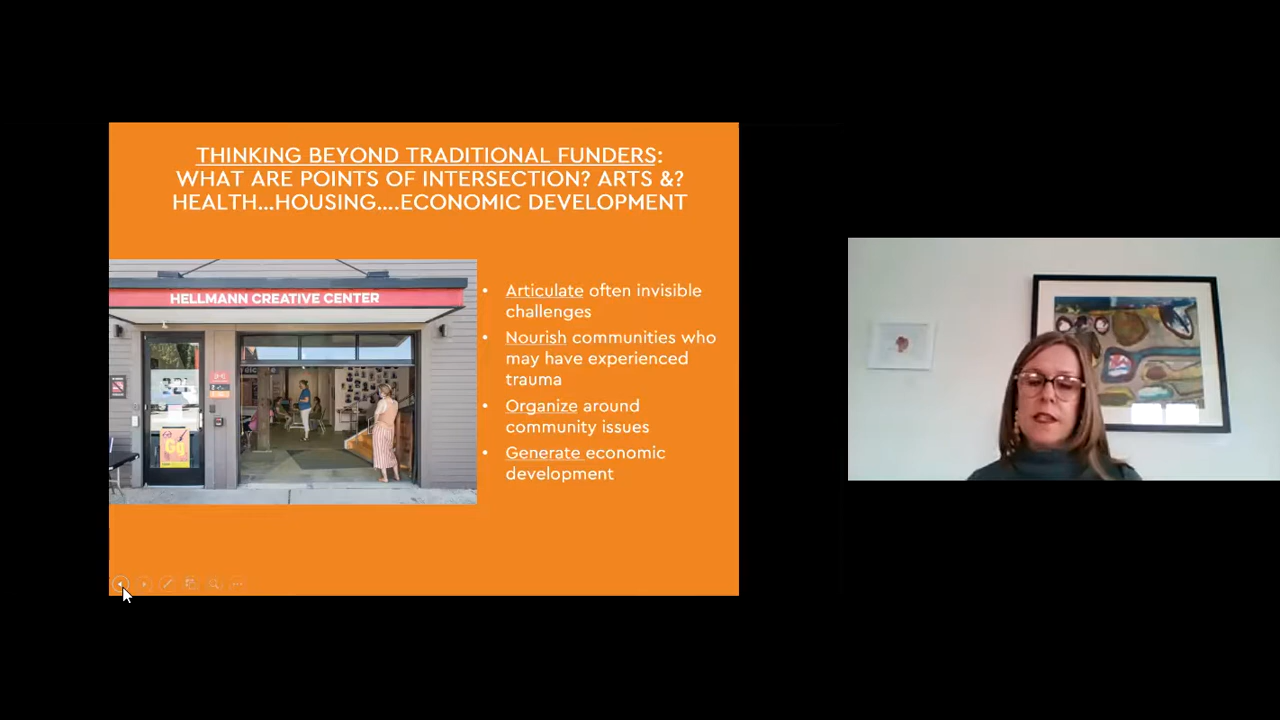 THINKING BEYOND TRADITIONAL FUNDERS:
WHAT ARE POINTS OF INTERSECTION? ARTS &?
HEALTH...HOUSING....ECONOMIC DEVELOPMENT
HELLMANN CREATIVE CENTER
• Articulate often invisible
challenges
• Nourish communities who
may have experienced
trauma
• Organize around
community issues
• Generate economic
development